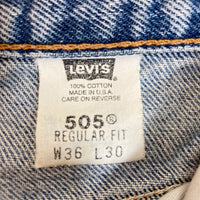 LEVI'S
100% COTTON
MADE IN U.S.A.
CARE ON REVERSE
505®
REGULAR FIT
W36 L30